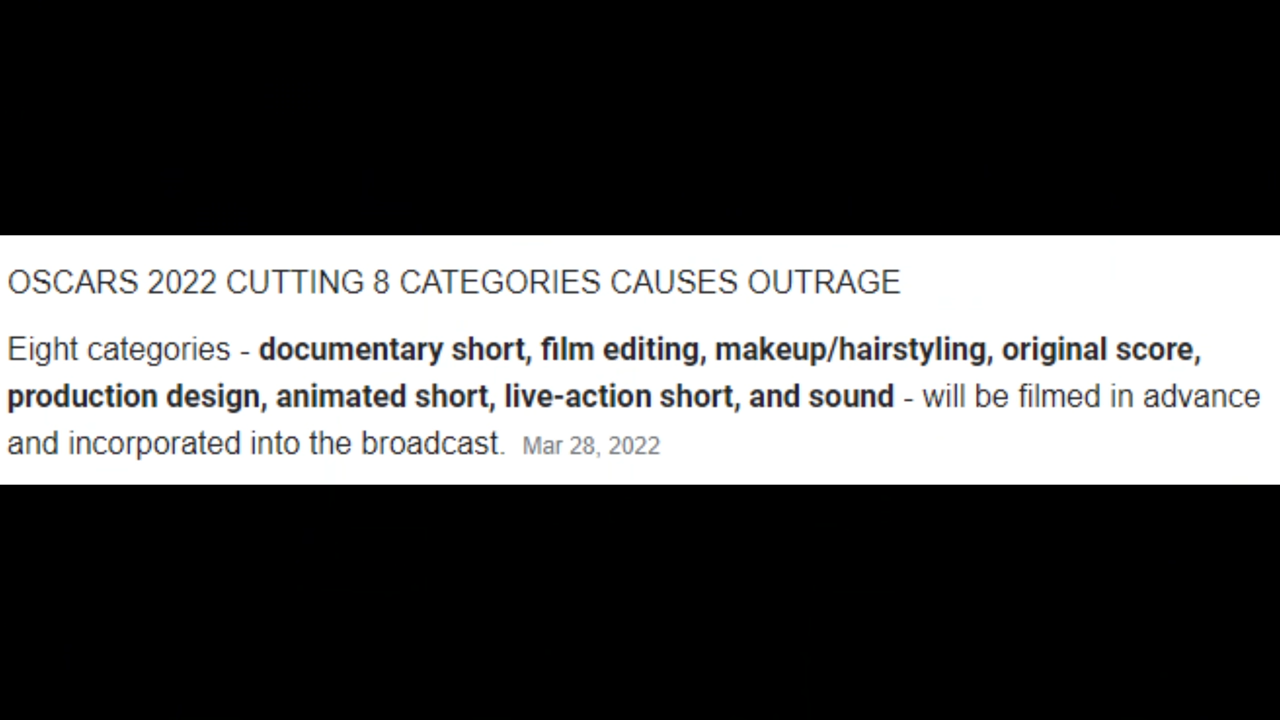 OSCARS 2022 CUTTING 8 CATEGORIES CAUSES OUTRAGE
Eight categories - documentary short, film editing, makeup/hairstyling, original score,
production design, animated short, live-action short, and sound - will be filmed in advance
and incorporated into the broadcast. Mar 28, 2022